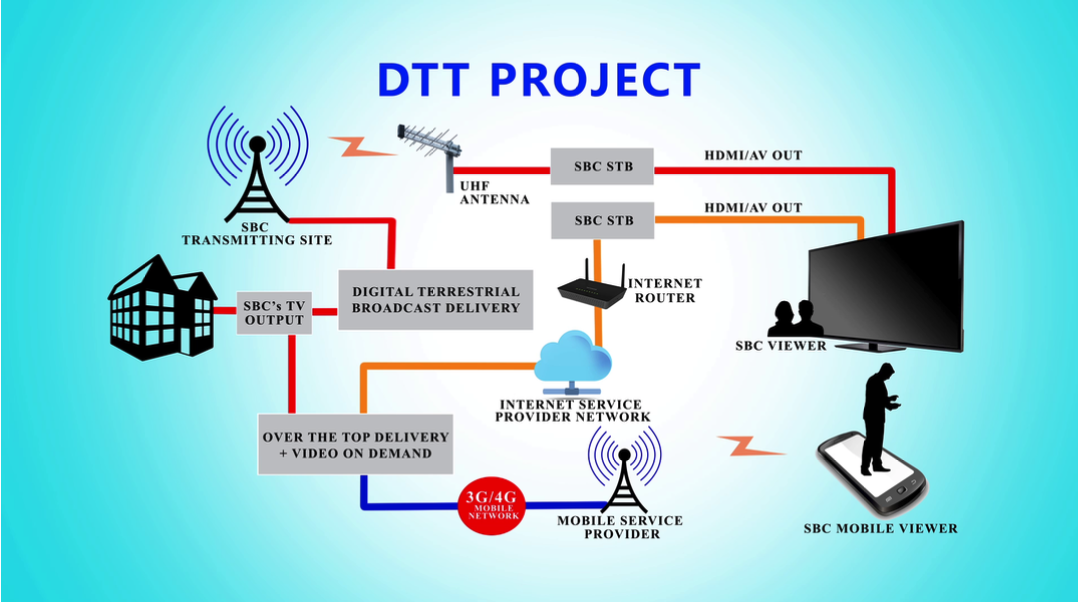 DTT PROJECT
HDMI/AV OUT
SBC STB
UHF
ANTENNA
HDMI/AV OUT
SBC STB
SBC
TRANSMITTING SITE
DIGITAL TERRESTRIAL
BROADCAST DELIVERY
INTERNET
ROUTER
SBC's TV
OUTPUT
SBC VIEWER
INTERNET SERVICE
PROVIDER NETWORK
OVER THE TOP DELIVERY
+ VIDEO ON DEMAND
3G/4G
MOBILE
NETWORK
MOBILE SERVICE
PROVIDER
SBC MOBILE VIEWER